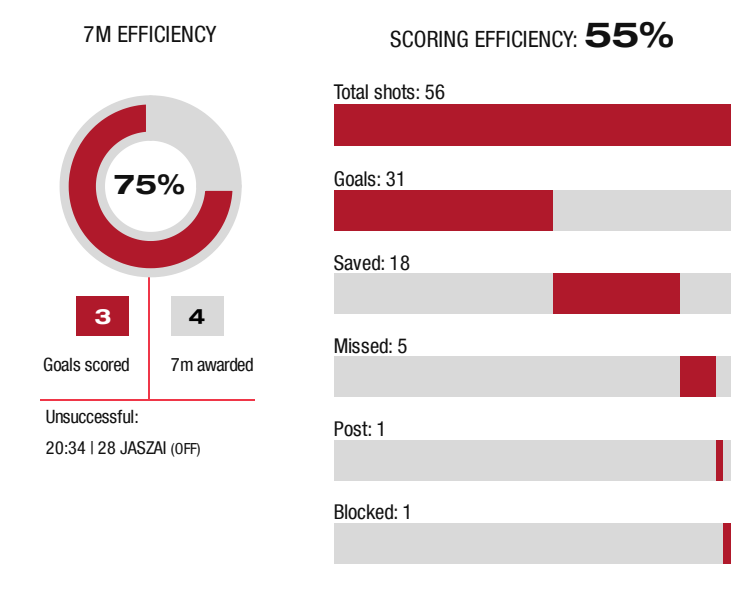 7M EFFICIENCY
75%
3
4
Goals scored
7m awarded
Unsuccessful:
20:34 | 28 JASZAI (OFF)
SCORING EFFICIENCY: 55%
Total shots: 56
Goals: 31
Saved: 18
Missed: 5
Post: 1
Blocked: 1